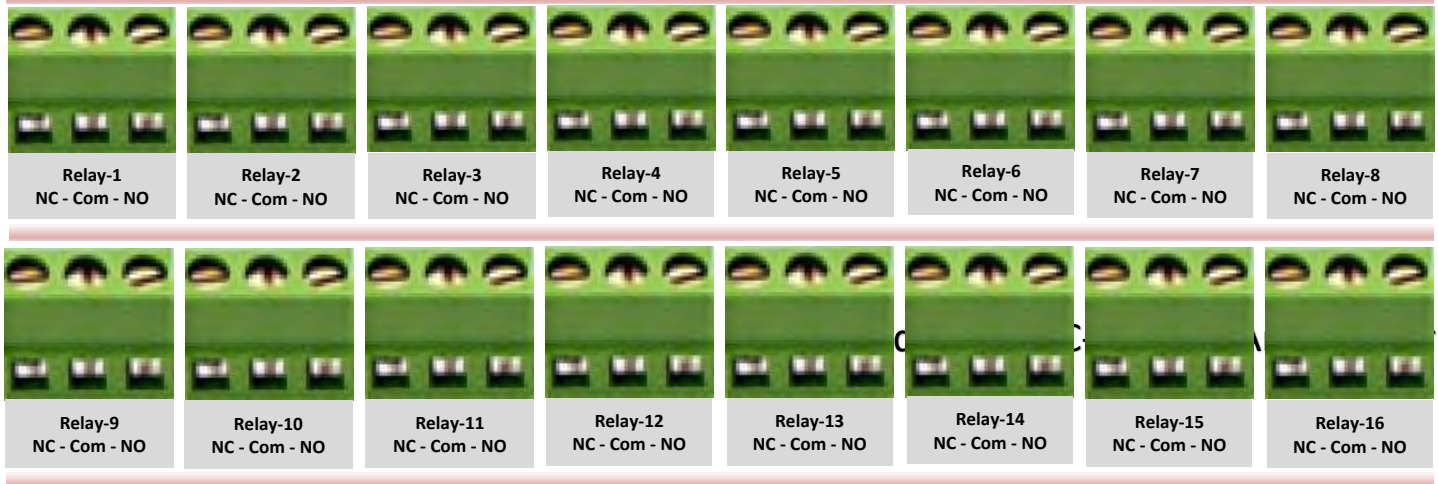 Relay-1
NC - Com - NO
Relay-2
NC - Com - NO
Relay-3
NC - Com - NO
Relay-4
NC - Com - NO
Relay-5
NC - Com - NO
Relay-6
NC - Com - NO
Relay-7
NC - Com - NO
Relay-8
NC - Com - NO
Relay-9
NC - Com - NO
Relay-10
NC - Com - NO
Relay-11
NC - Com - NO
Relay-12
NC - Com - NO
Relay-13
NC - Com - NO
Relay-14
NC - Com - NO
Relay-15
NC - Com - NO
Relay-16
NC - Com - NO